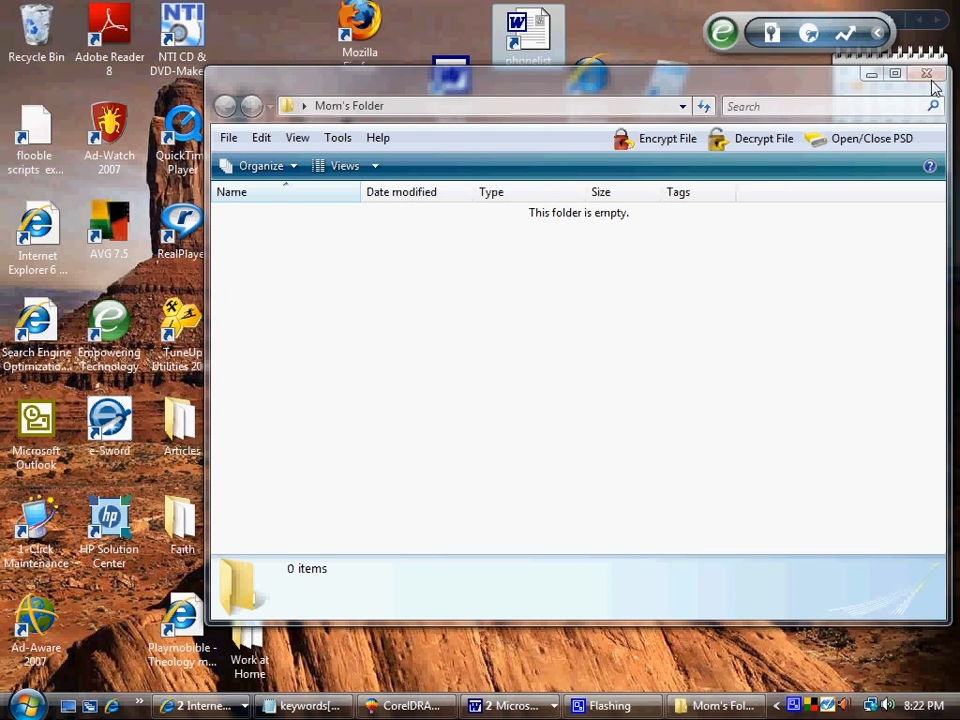 Recycle Bin
Adobe Reader
8
NTI
NTI CD &
DVD-Make
Mozilla
phonelist
flooble
scripts ex...
Ad-Watch
2007
QuickTim
Player
Internet
Explorer 6 ...
AVG 7.5
RealPlaye
Search Engine
Optimizatio...
Empowering
Technology
TuneUp
Utilities 20
Microsoft
Outlook
e-Sword
Articles
1-Click
Maintenance
HP Solution
Center
Faith
Ad-Aware
2007
Playmobible -
Theology m...
Work at
Home
Mom's Folder
Search
File Edit View Tools Help
Encrypt File Decrypt File Open/Close PSD
Organize Views
Name Date modified Type Size Tags
This folder is empty.
0 items
2 Interne... keywords[... CorelDRA... 2 Micros... Flashing Mom's Fol... 8:22 PM